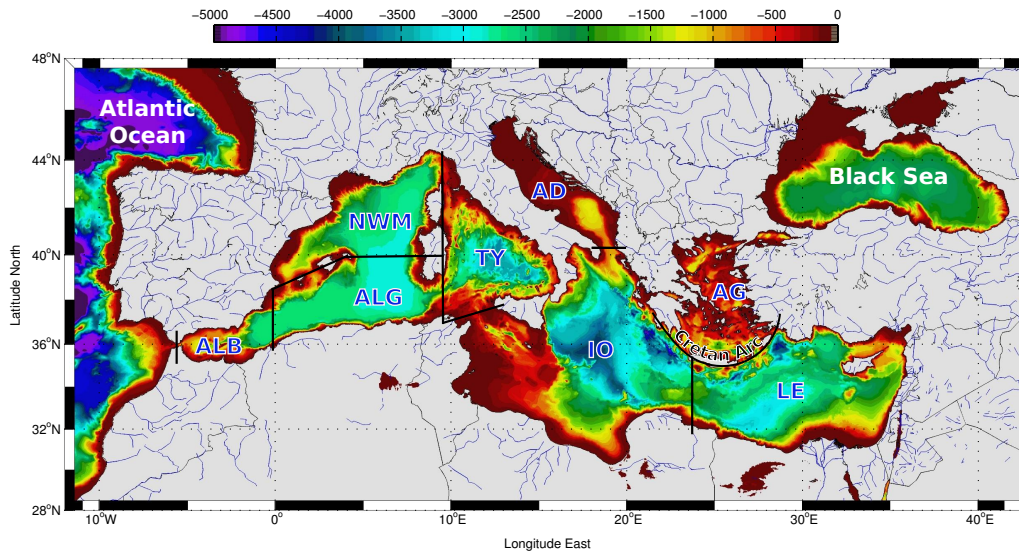 −5000 −4500 −4000 −3500 −3000 −2500 −2000 −1500 −1000 −500 0
48°N
44°N
40°N
36°N
32°N
28°N
Latitude North
Atlantic
Ocean
Black Sea
AD
NWM
TY
ALG
AG
ALB
IO
Cretan Arc
LE
10°W 0° 10°E 20°E 30°E 40°E
Longitude East